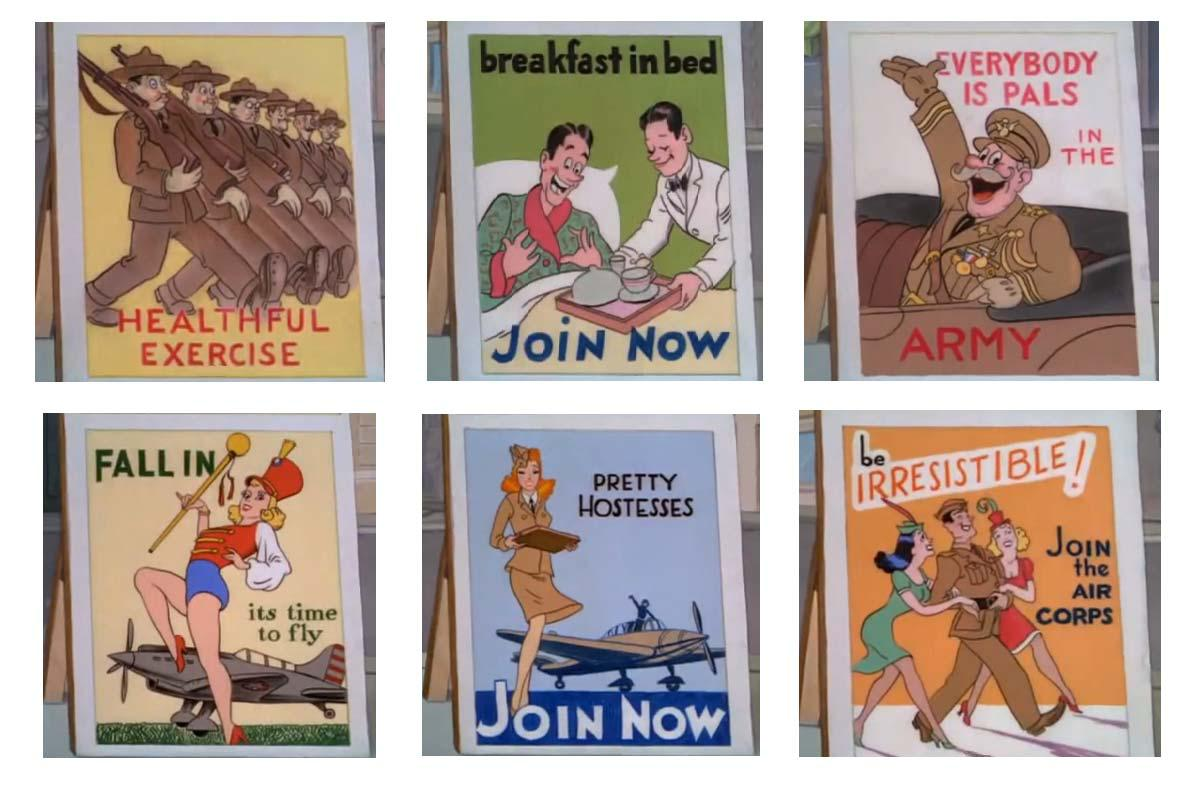 HEALTHFUL
EXERCISE
breakfast in bed
JOIN NOW
EVERYBODY
IS PALS
IN
THE
ARMY
FALL IN
its time
to fly
PRETTY
HOSTESSES
JOIN NOW
be
IRRESISTIBLE!
JOIN
the
AIR
CORPS